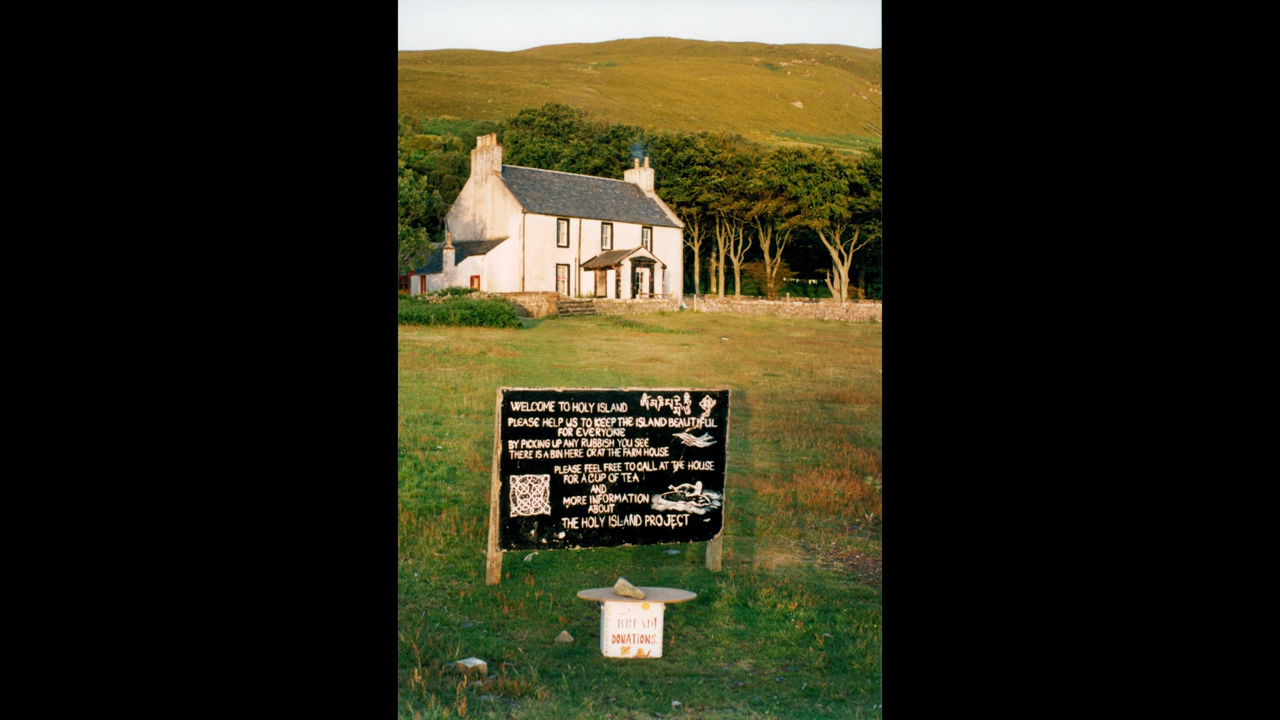 WELCOME TO HOLY ISLAND
PLEASE HELP US TO KEEP THE ISLAND BEAUTIFUL
FOR EVERYONE
BY PICKING UP ANY RUBBISH YOU SEE
THERE IS A BIN HERE OR AT THE FARM HOUSE
PLEASE FEEL FREE TO CALL AT THE HOUSE
FOR A CUP OF TEA
AND
MORE INFORMATION
ABOUT
THE HOLY ISLAND PROJECT
BREAD
DONATIONS